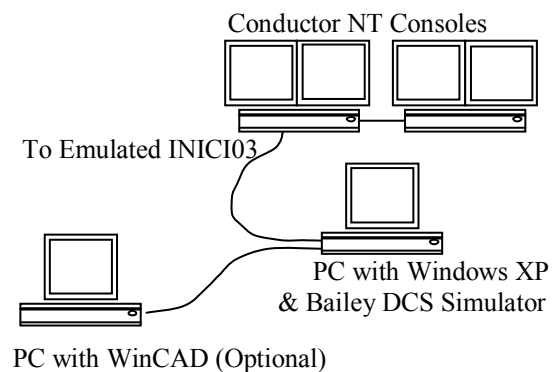 Conductor NT Consoles
To Emulated INICI03
PC with Windows XP
& Bailey DCS Simulator
PC with WinCAD (Optional)